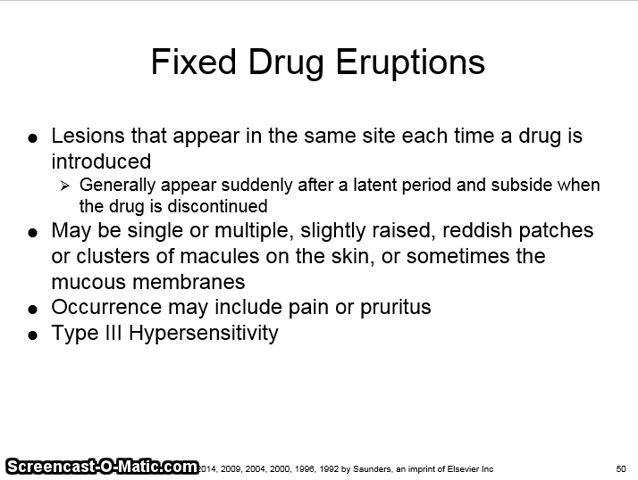 Fixed Drug Eruptions
● Lesions that appear in the same site each time a drug is
introduced
➢ Generally appear suddenly after a latent period and subside when
the drug is discontinued
● May be single or multiple, slightly raised, reddish patches
or clusters of macules on the skin, or sometimes the
mucous membranes
● Occurrence may include pain or pruritus
● Type III Hypersensitivity
Screencast-O-Matic.com 2014, 2009, 2004, 2000, 1996, 1992 by Saunders, an imprint of Elsevier Inc 50